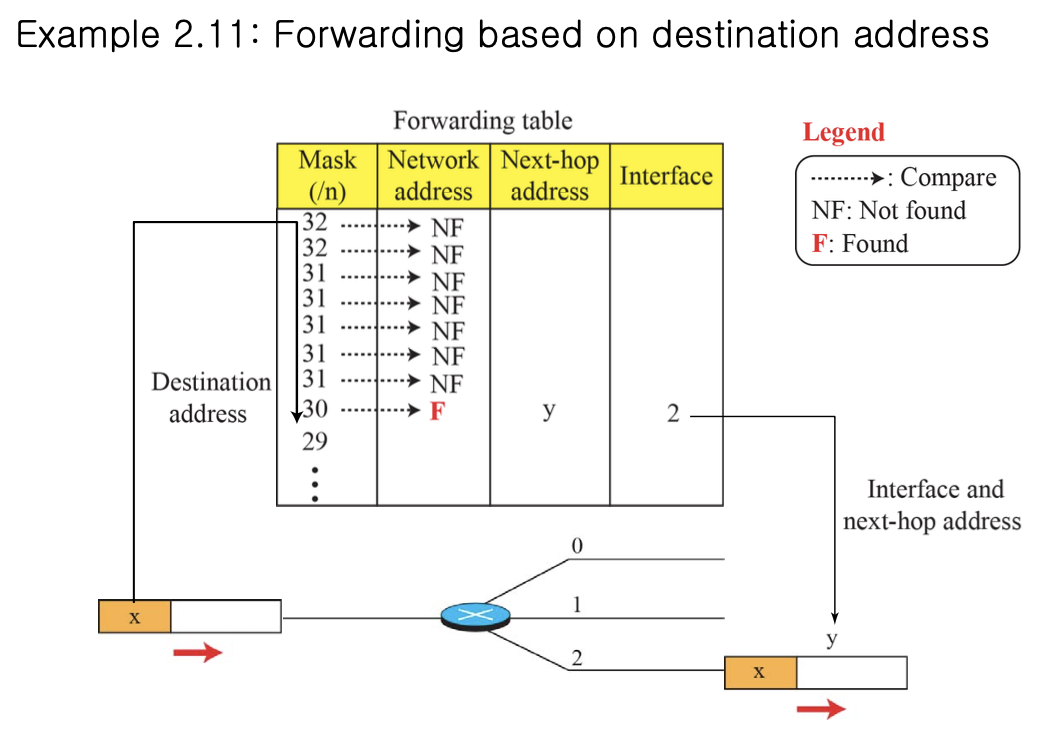 Example 2.11: Forwarding based on destination address
Forwarding table
Mask
(/n)
Network
address
Next-hop
address
Interface
32 NF
32 NF
31 NF
31 NF
31 NF
31 NF
31 NF
30 F y 2
29
Legend
: Compare
NF: Not found
F: Found
Destination
address
Interface and
next-hop address
0
1
2
x
y
x